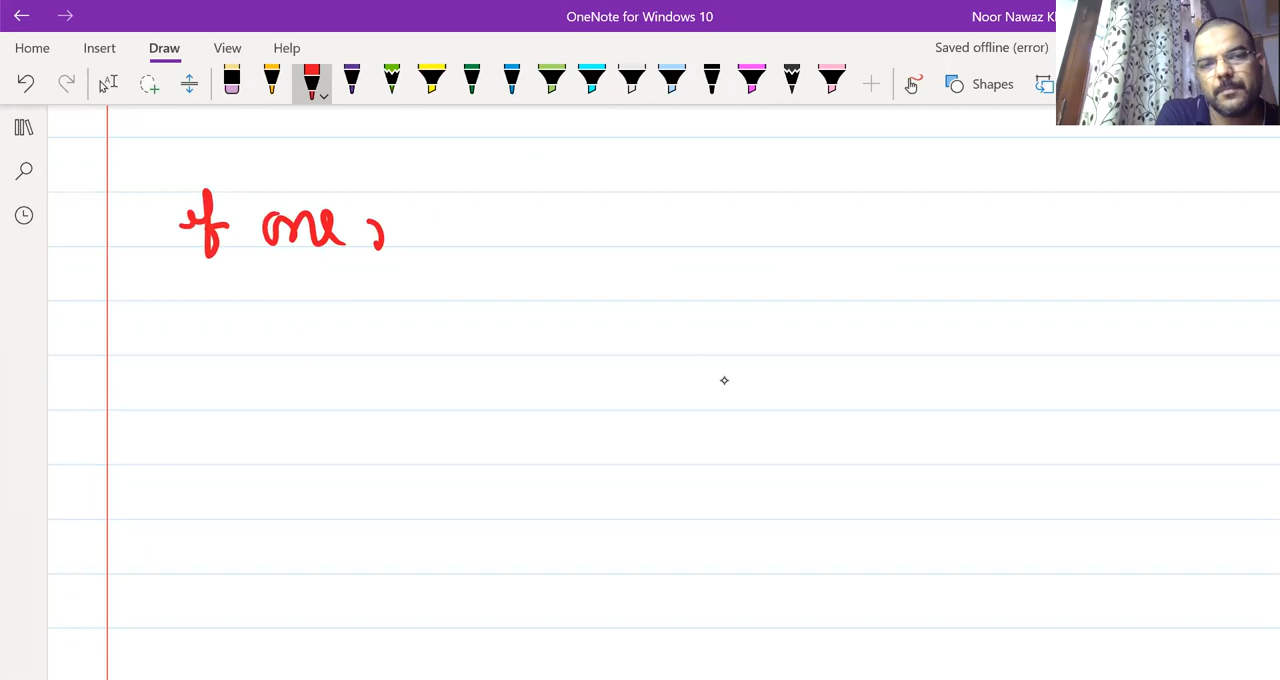 OneNote for Windows 10
Noor Nawaz
Home Insert Draw View Help
Saved offline (error)
Shapes
if one